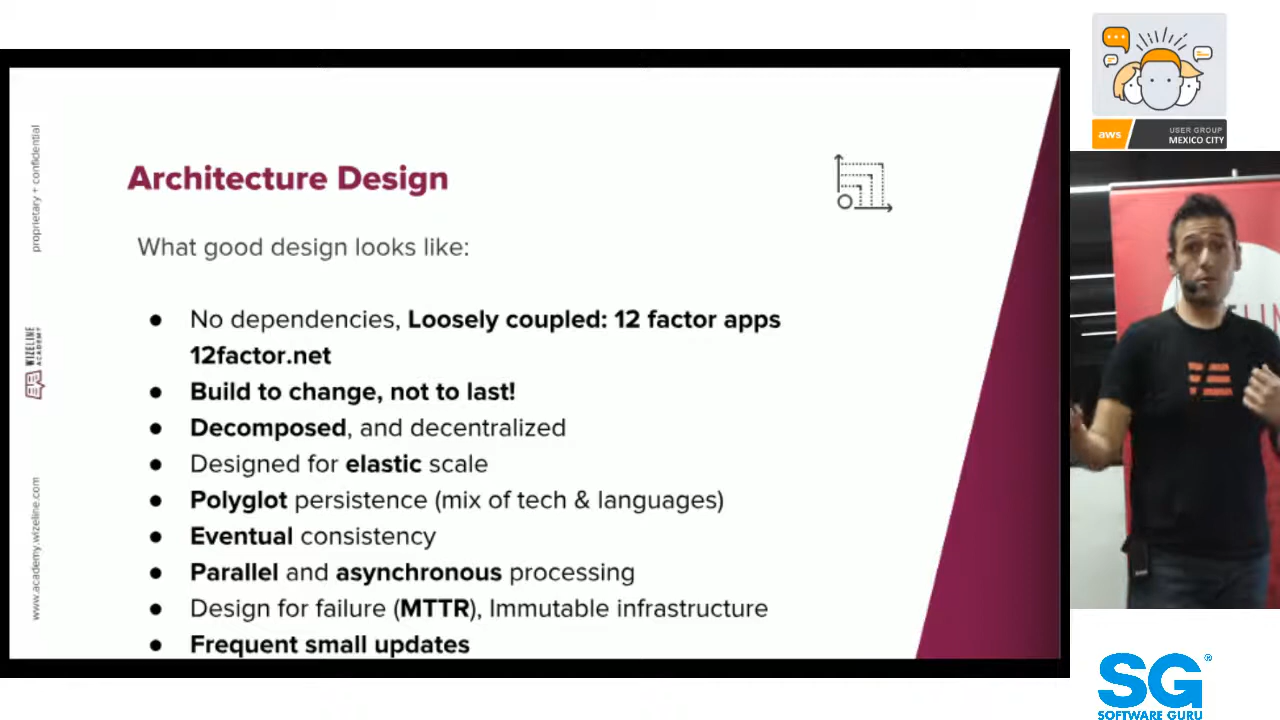 Architecture Design
What good design looks like:
● No dependencies, Loosely coupled: 12 factor apps
12factor.net
● Build to change, not to last!
● Decomposed, and decentralized
● Designed for elastic scale
● Polyglot persistence (mix of tech & languages)
● Eventual consistency
● Parallel and asynchronous processing
● Design for failure (MTTR), Immutable infrastructure
● Frequent small updates
proprietary + confidential
WIZELINE
ACADEMY
www.academy.wizeline.com
aws
USER GROUP
MEXICO CITY
SG®
SOFTWARE GURU